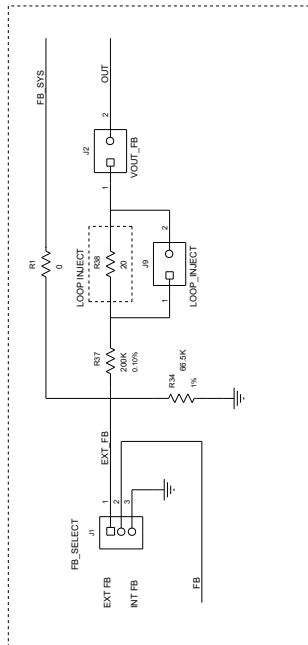 FB_SYS
OUT
R1
0
J2
2
1
VOUT_FB
LOOP INJECT
R38
20
J9
2
1
LOOP_INJECT
R37
200K
0.10%
R34
66.5K
1%
EXT_FB
FB_SELECT
J1
1
2
3
EXT FB
INT FB
FB